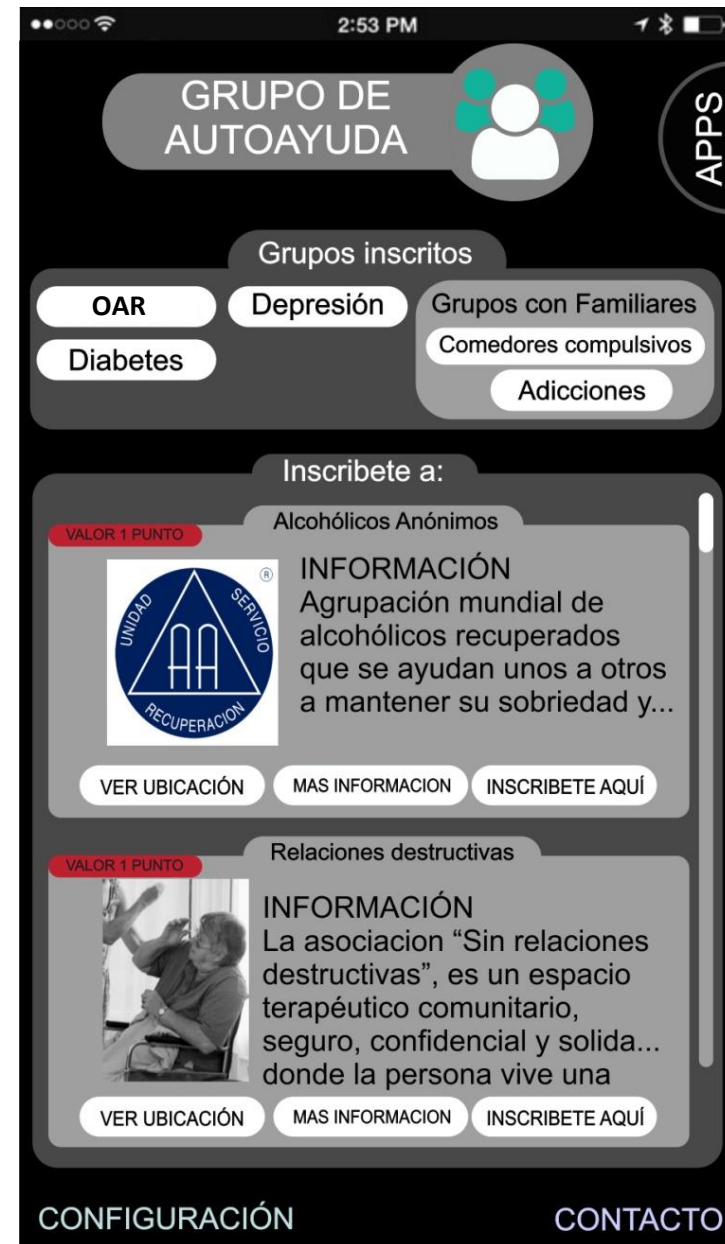 2:53 PM
GRUPO DE
AUTOAYUDA
APPS
Grupos inscritos
OAR
Depresión
Diabetes
Grupos con Familiares
Comedores compulsivos
Adicciones
Inscribete a:
Alcohólicos Anónimos
VALOR 1 PUNTO
UNIDAD
SERVICIO
RECUPERACION
AA
®
INFORMACIÓN
Agrupación mundial de
alcohólicos recuperados
que se ayudan unos a otros
a mantener su sobriedad y...
VER UBICACIÓN
MAS INFORMACION
INSCRIBETE AQUÍ
Relaciones destructivas
VALOR 1 PUNTO
INFORMACIÓN
La asociacion “Sin relaciones
destructivas”, es un espacio
terapéutico comunitario,
seguro, confidencial y solida...
donde la persona vive una
VER UBICACIÓN
MAS INFORMACION
INSCRIBETE AQUÍ
CONFIGURACIÓN
CONTACTO